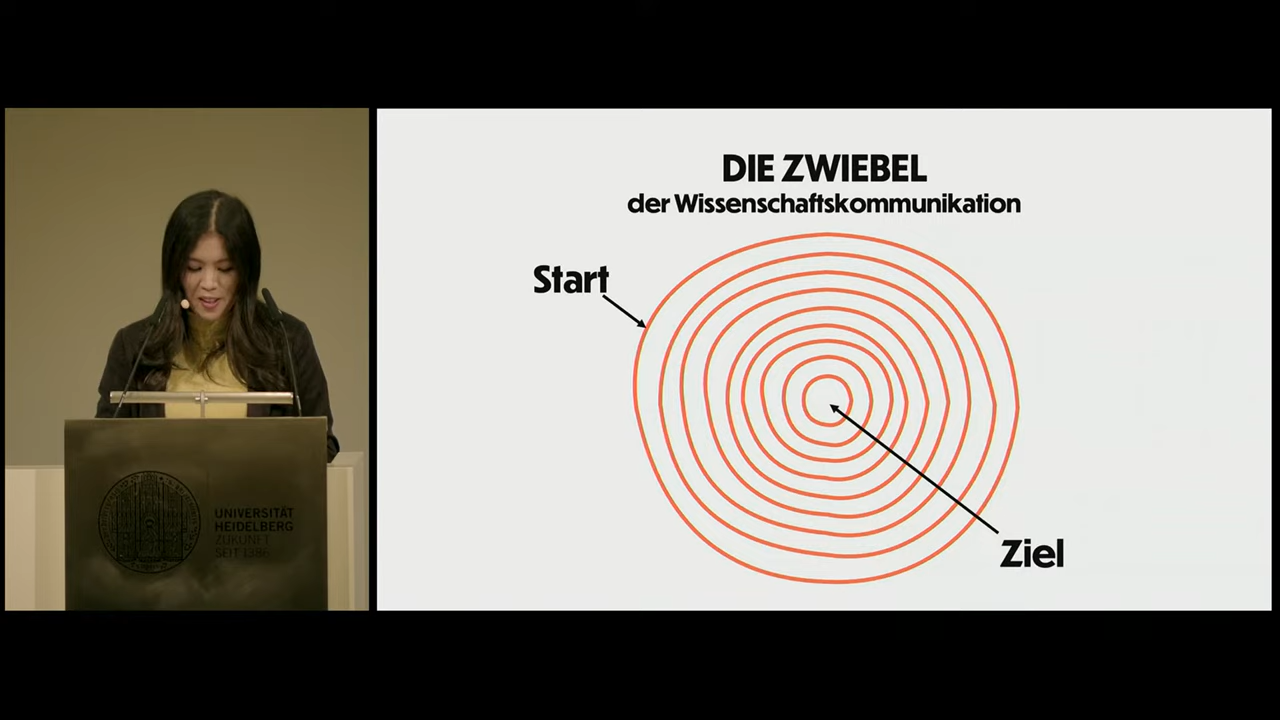 DIE ZWIEBEL
der Wissenschaftskommunikation
Start
Ziel
UNIVERSITÄT
HEIDELBERG
ZUKUNFT
SEIT 1386